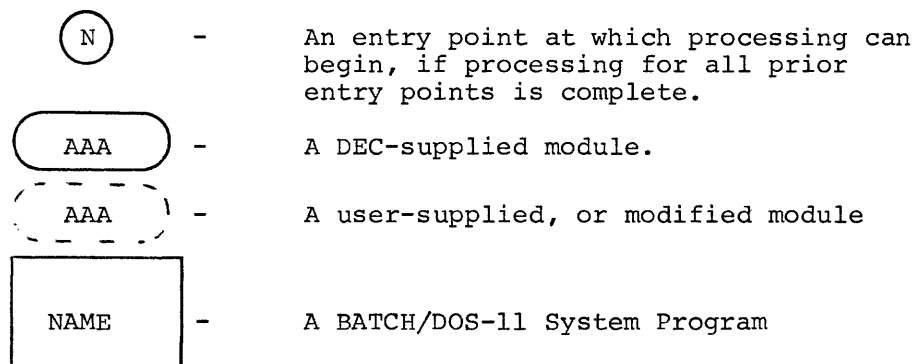 N - An entry point at which processing can
begin, if processing for all prior
entry points is complete.
AAA - A DEC-supplied module.
AAA - A user-supplied, or modified module
NAME - A BATCH/DOS-11 System Program